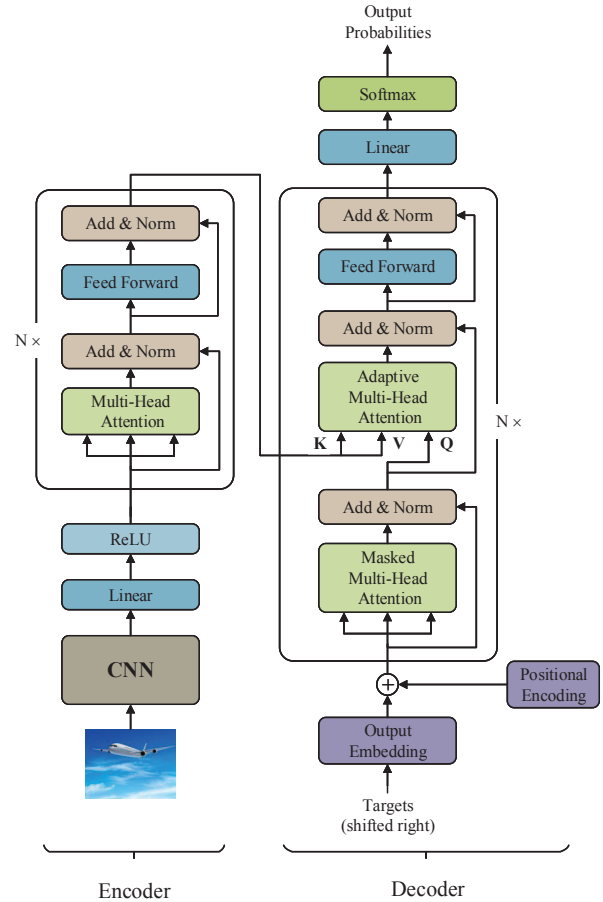 Output
Probabilities
Softmax
Linear
Add & Norm
Feed Forward
Add & Norm
Adaptive
Multi-Head
Attention
K
V
Q
N ×
Add & Norm
Masked
Multi-Head
Attention
Positional
Encoding
Output
Embedding
Targets
(shifted right)
Decoder
Add & Norm
Feed Forward
N ×
Add & Norm
Multi-Head
Attention
ReLU
Linear
CNN
Encoder